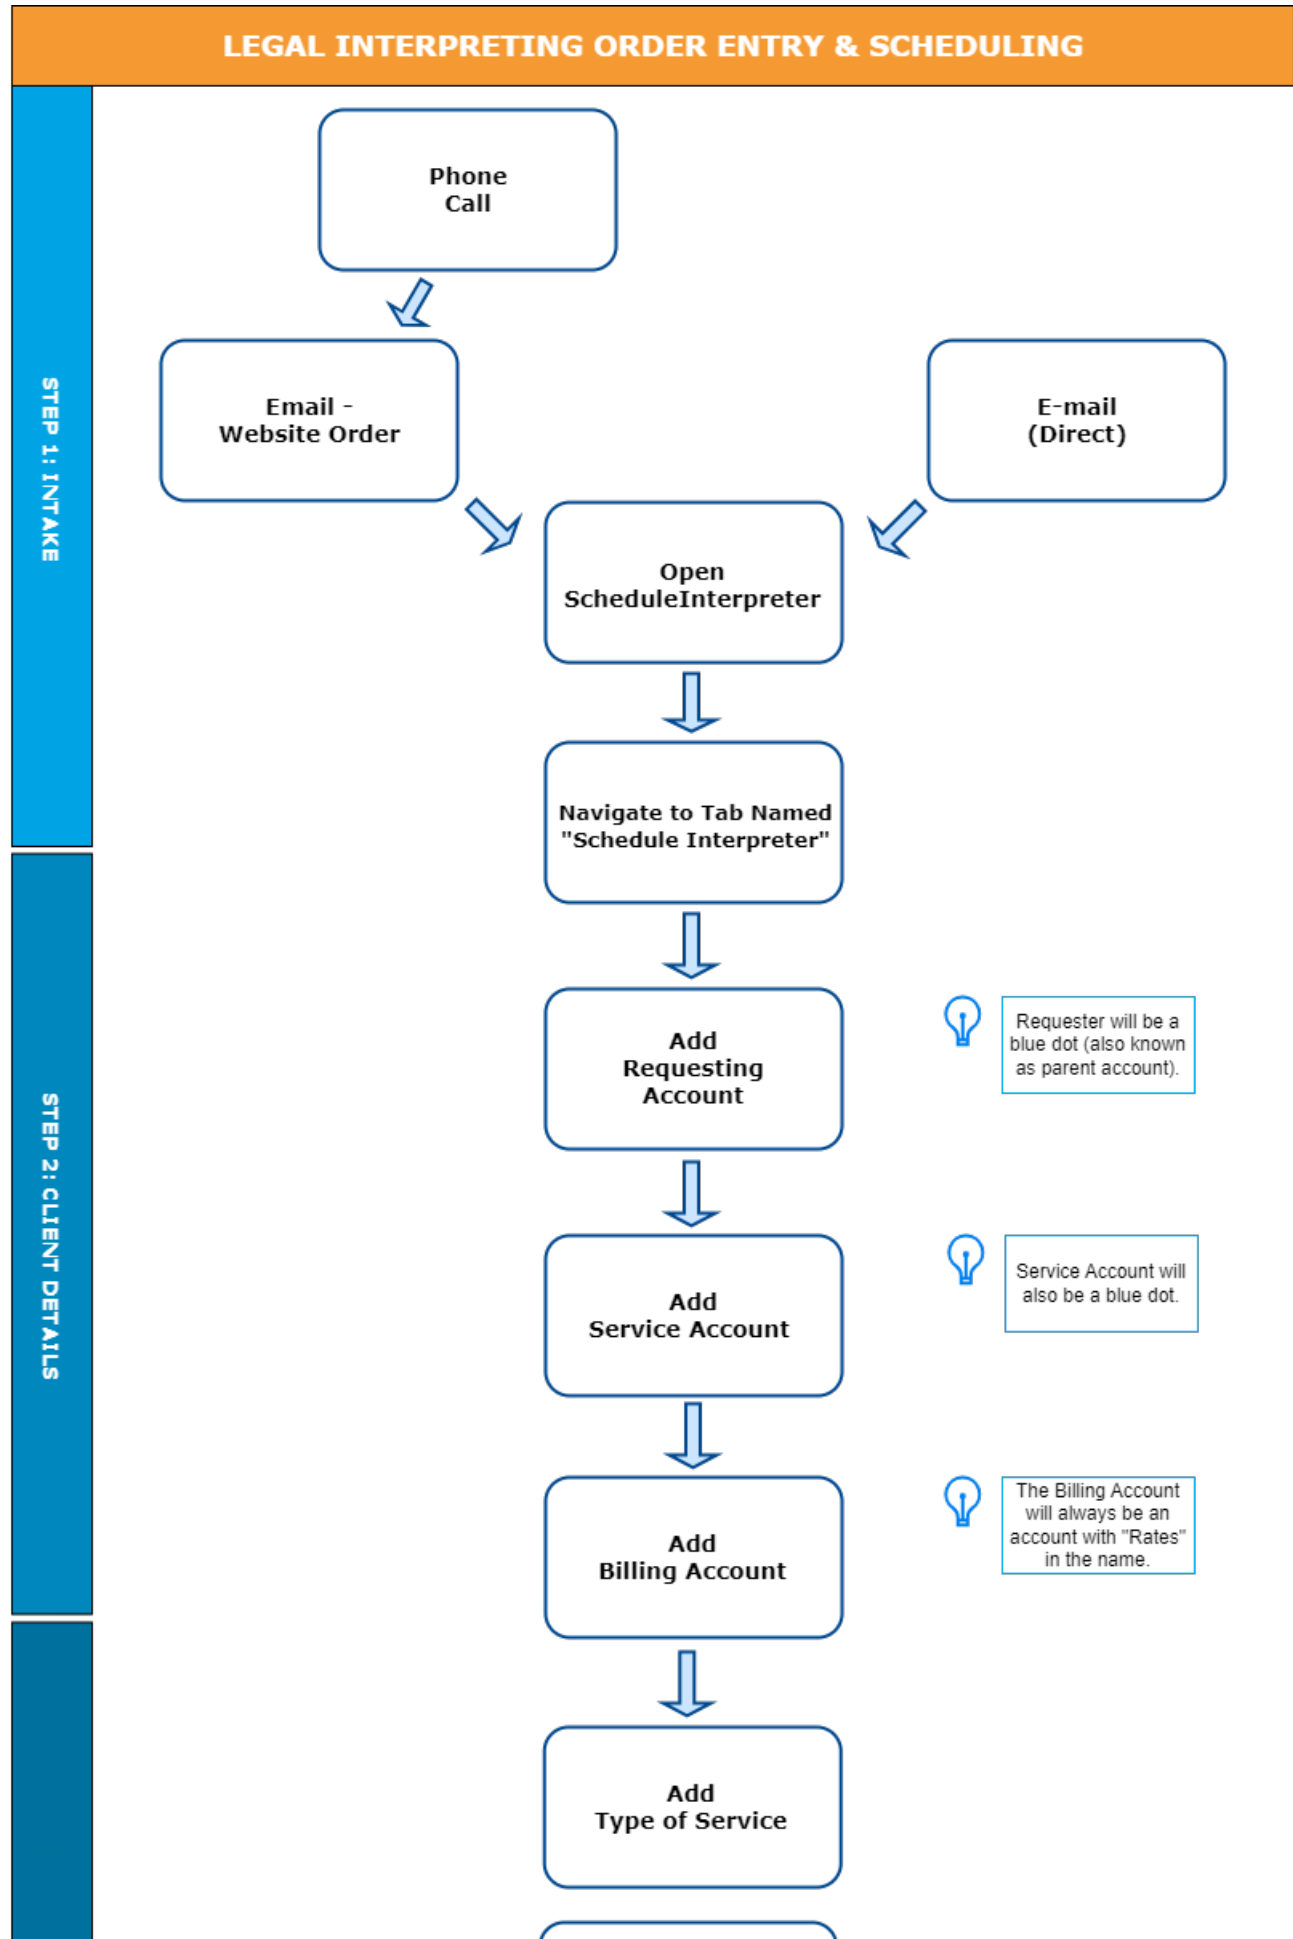 LEGAL INTERPRETING ORDER ENTRY & SCHEDULING
STEP 1: INTAKE
Phone
Call
Email -
Website Order
E-mail
(Direct)
Open
ScheduleInterpreter
Navigate to Tab Named
"Schedule Interpreter"
STEP 2: CLIENT DETAILS
Add
Requesting
Account
Requester will be a
blue dot (also known
as parent account).
Add
Service Account
Service Account will
also be a blue dot.
Add
Billing Account
The Billing Account
will always be an
account with "Rates"
in the name.
Add
Type of Service